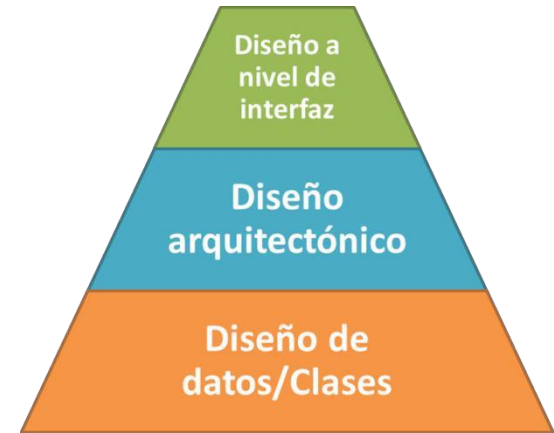 Diseño a
nivel de
interfaz
Diseño
arquitectónico
Diseño de
datos/Clases